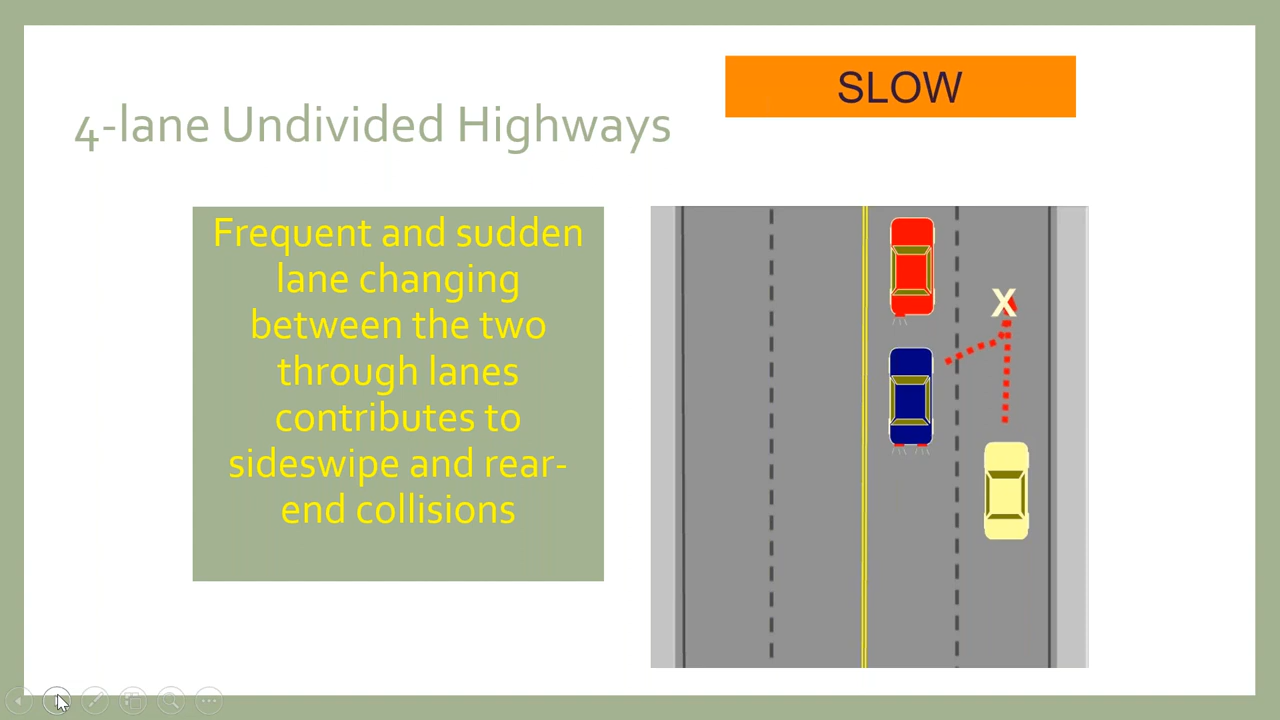 SLOW
4-lane Undivided Highways
Frequent and sudden
lane changing
between the two
through lanes
contributes to
sideswipe and rear-
end collisions
X